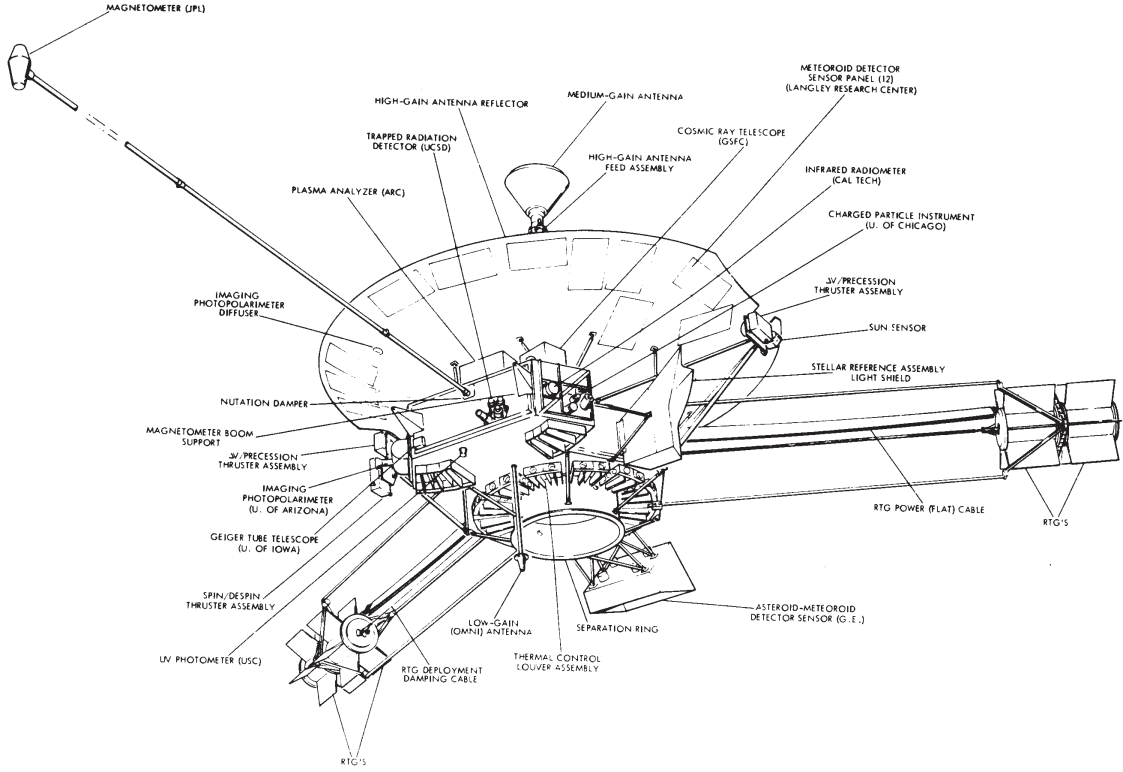 MAGNETOMETER (JPL)
METEOROID DETECTOR
SENSOR PANEL (12)
(LANGLEY RESEARCH CENTER)
HIGH-GAIN ANTENNA REFLECTOR
MEDIUM-GAIN ANTENNA
TRAPPED RADIATION
DETECTOR (UCSD)
COSMIC RAY TELESCOPE
(GSFC)
HIGH-GAIN ANTENNA
FEED ASSEMBLY
PLASMA ANALYZER (ARC)
INFRARED RADIOMETER
(CAL TECH)
CHARGED PARTICLE INSTRUMENT
(U. OF CHICAGO)
ΔV/PRECESSION
THRUSTER ASSEMBLY
IMAGING
PHOTOPOLARIMETER
DIFFUSER
SUN SENSOR
STELLAR REFERENCE ASSEMBLY
LIGHT SHIELD
NUTATION DAMPER
MAGNETOMETER BOOM
SUPPORT
ΔV/PRECESSION
THRUSTER ASSEMBLY
IMAGING
PHOTOPOLARIMETER
(U. OF ARIZONA)
RTG POWER (FLAT) CABLE
RTG'S
GEIGER TUBE TELESCOPE
(U. OF IOWA)
SPIN/DESPIN
THRUSTER ASSEMBLY
ASTEROID-METEOROID
DETECTOR SENSOR (G.E.)
LOW-GAIN
(OMNI) ANTENNA
SEPARATION RING
UV PHOTOMETER (USC)
THERMAL CONTROL
LOUVER ASSEMBLY
RTG DEPLOYMENT
DAMPING CABLE
RTG'S